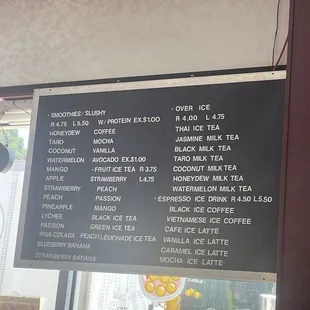 · SMOOTHIES / SLUSHY
R 4.75 L 5.50 W/ PROTEIN EX.$1.00
HONEYDEW COFFEE
TARO MOCHA
COCONUT VANILLA
WATERMELON · AVOCADO EX.$1.00
MANGO · FRUIT ICE TEA R 3.75
APPLE STRAWBERRY L 4.75
STRAWBERRY PEACH
PEACH PASSION
PINEAPPLE MANGO
LYCHEE BLACK ICE TEA
PASSION GREEN ICE TEA
PINA COLADA PEACH LEMONADE ICE TEA
BLUEBERRY BANANA
STRAWBERRY BANANA
· OVER ICE
R 4.00 L 4.75
THAI ICE TEA
JASMINE MILK TEA
BLACK MILK TEA
TARO MILK TEA
COCONUT MILK TEA
HONEYDEW MILK TEA
WATERMELON MILK TEA
· ESPRESSO ICE DRINK R 4.50 L 5.50
BLACK ICE COFFEE
VIETNAMESE ICE COFFEE
CAFE ICE LATTE
VANILLA ICE LATTE
CARAMEL ICE LATTE
MOCHA ICE LATTE